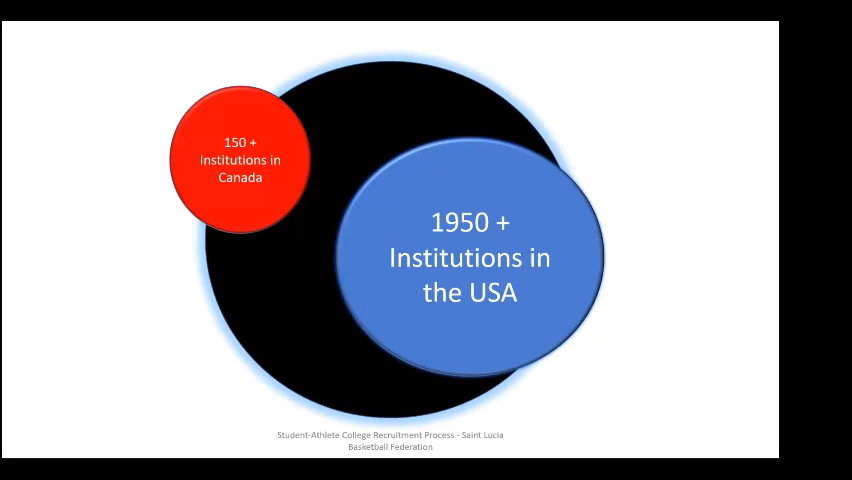 150 +
Institutions in
Canada
1950 +
Institutions in
the USA
Student-Athlete College Recruitment Process - Saint Lucia
Basketball Federation